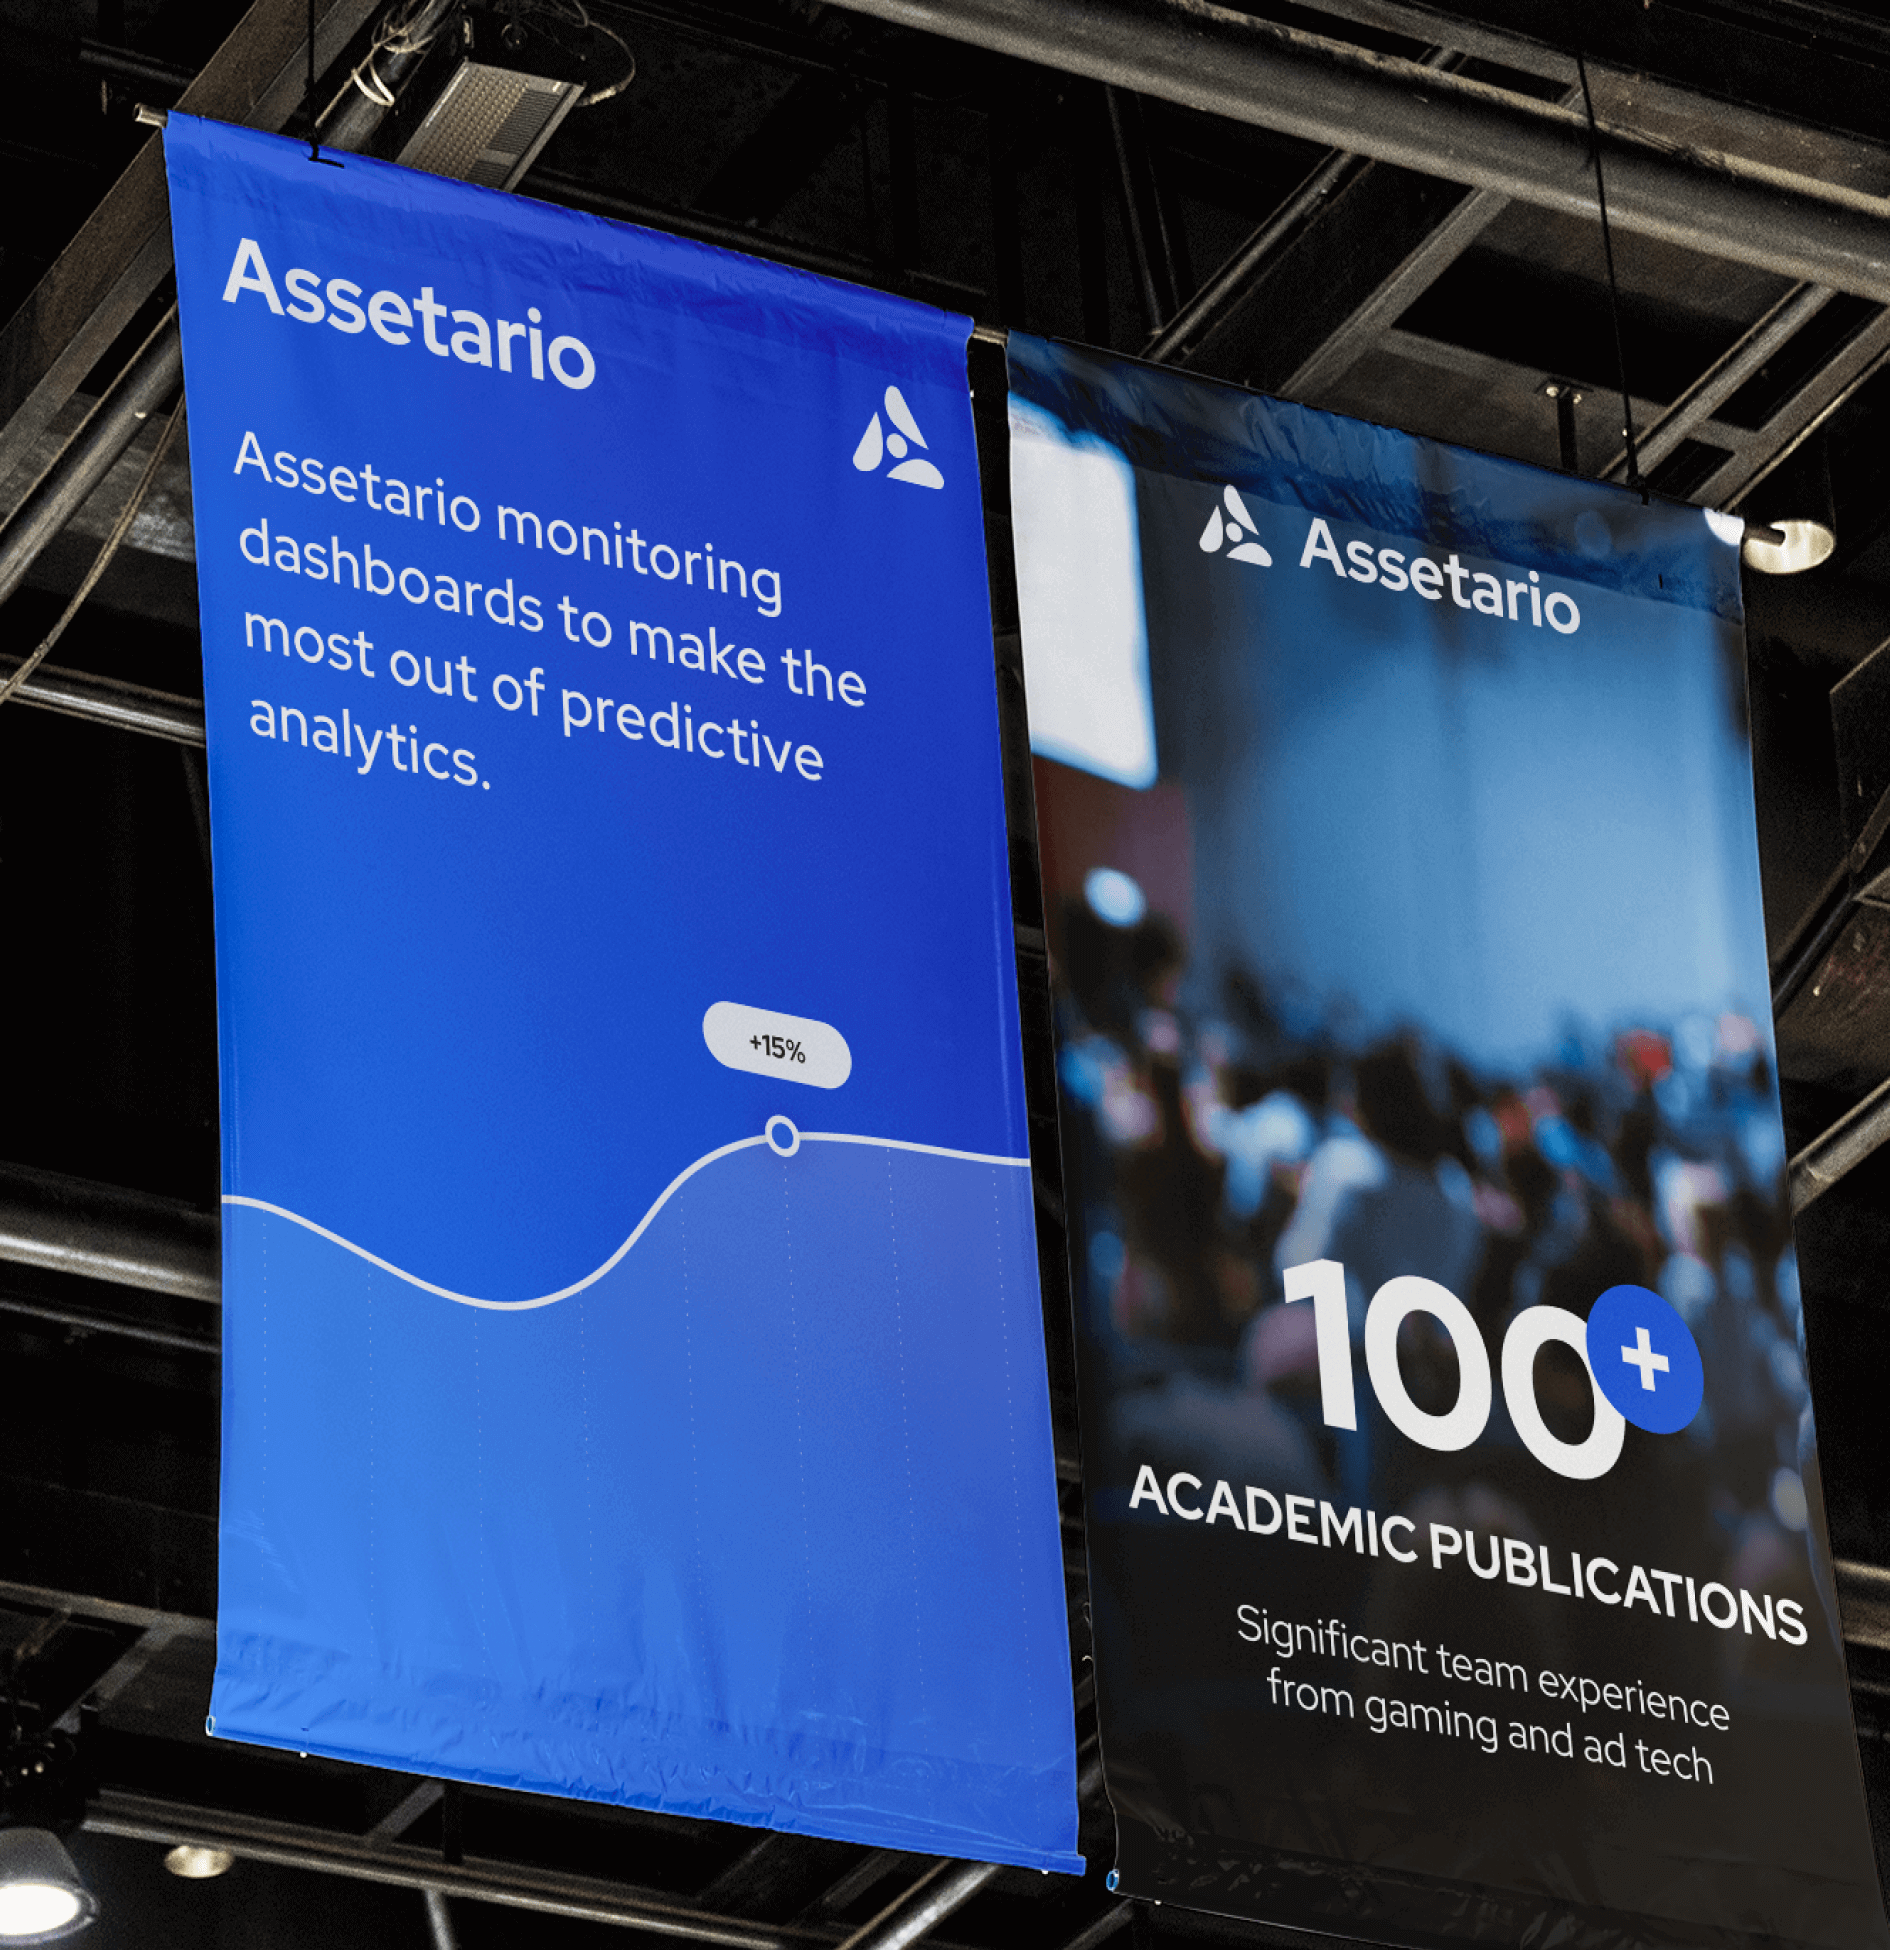 Assetario
Assetario monitoring
dashboards to make the
most out of predictive
analytics.
+15%
Assetario
100+
ACADEMIC PUBLICATIONS
Significant team experience
from gaming and ad tech